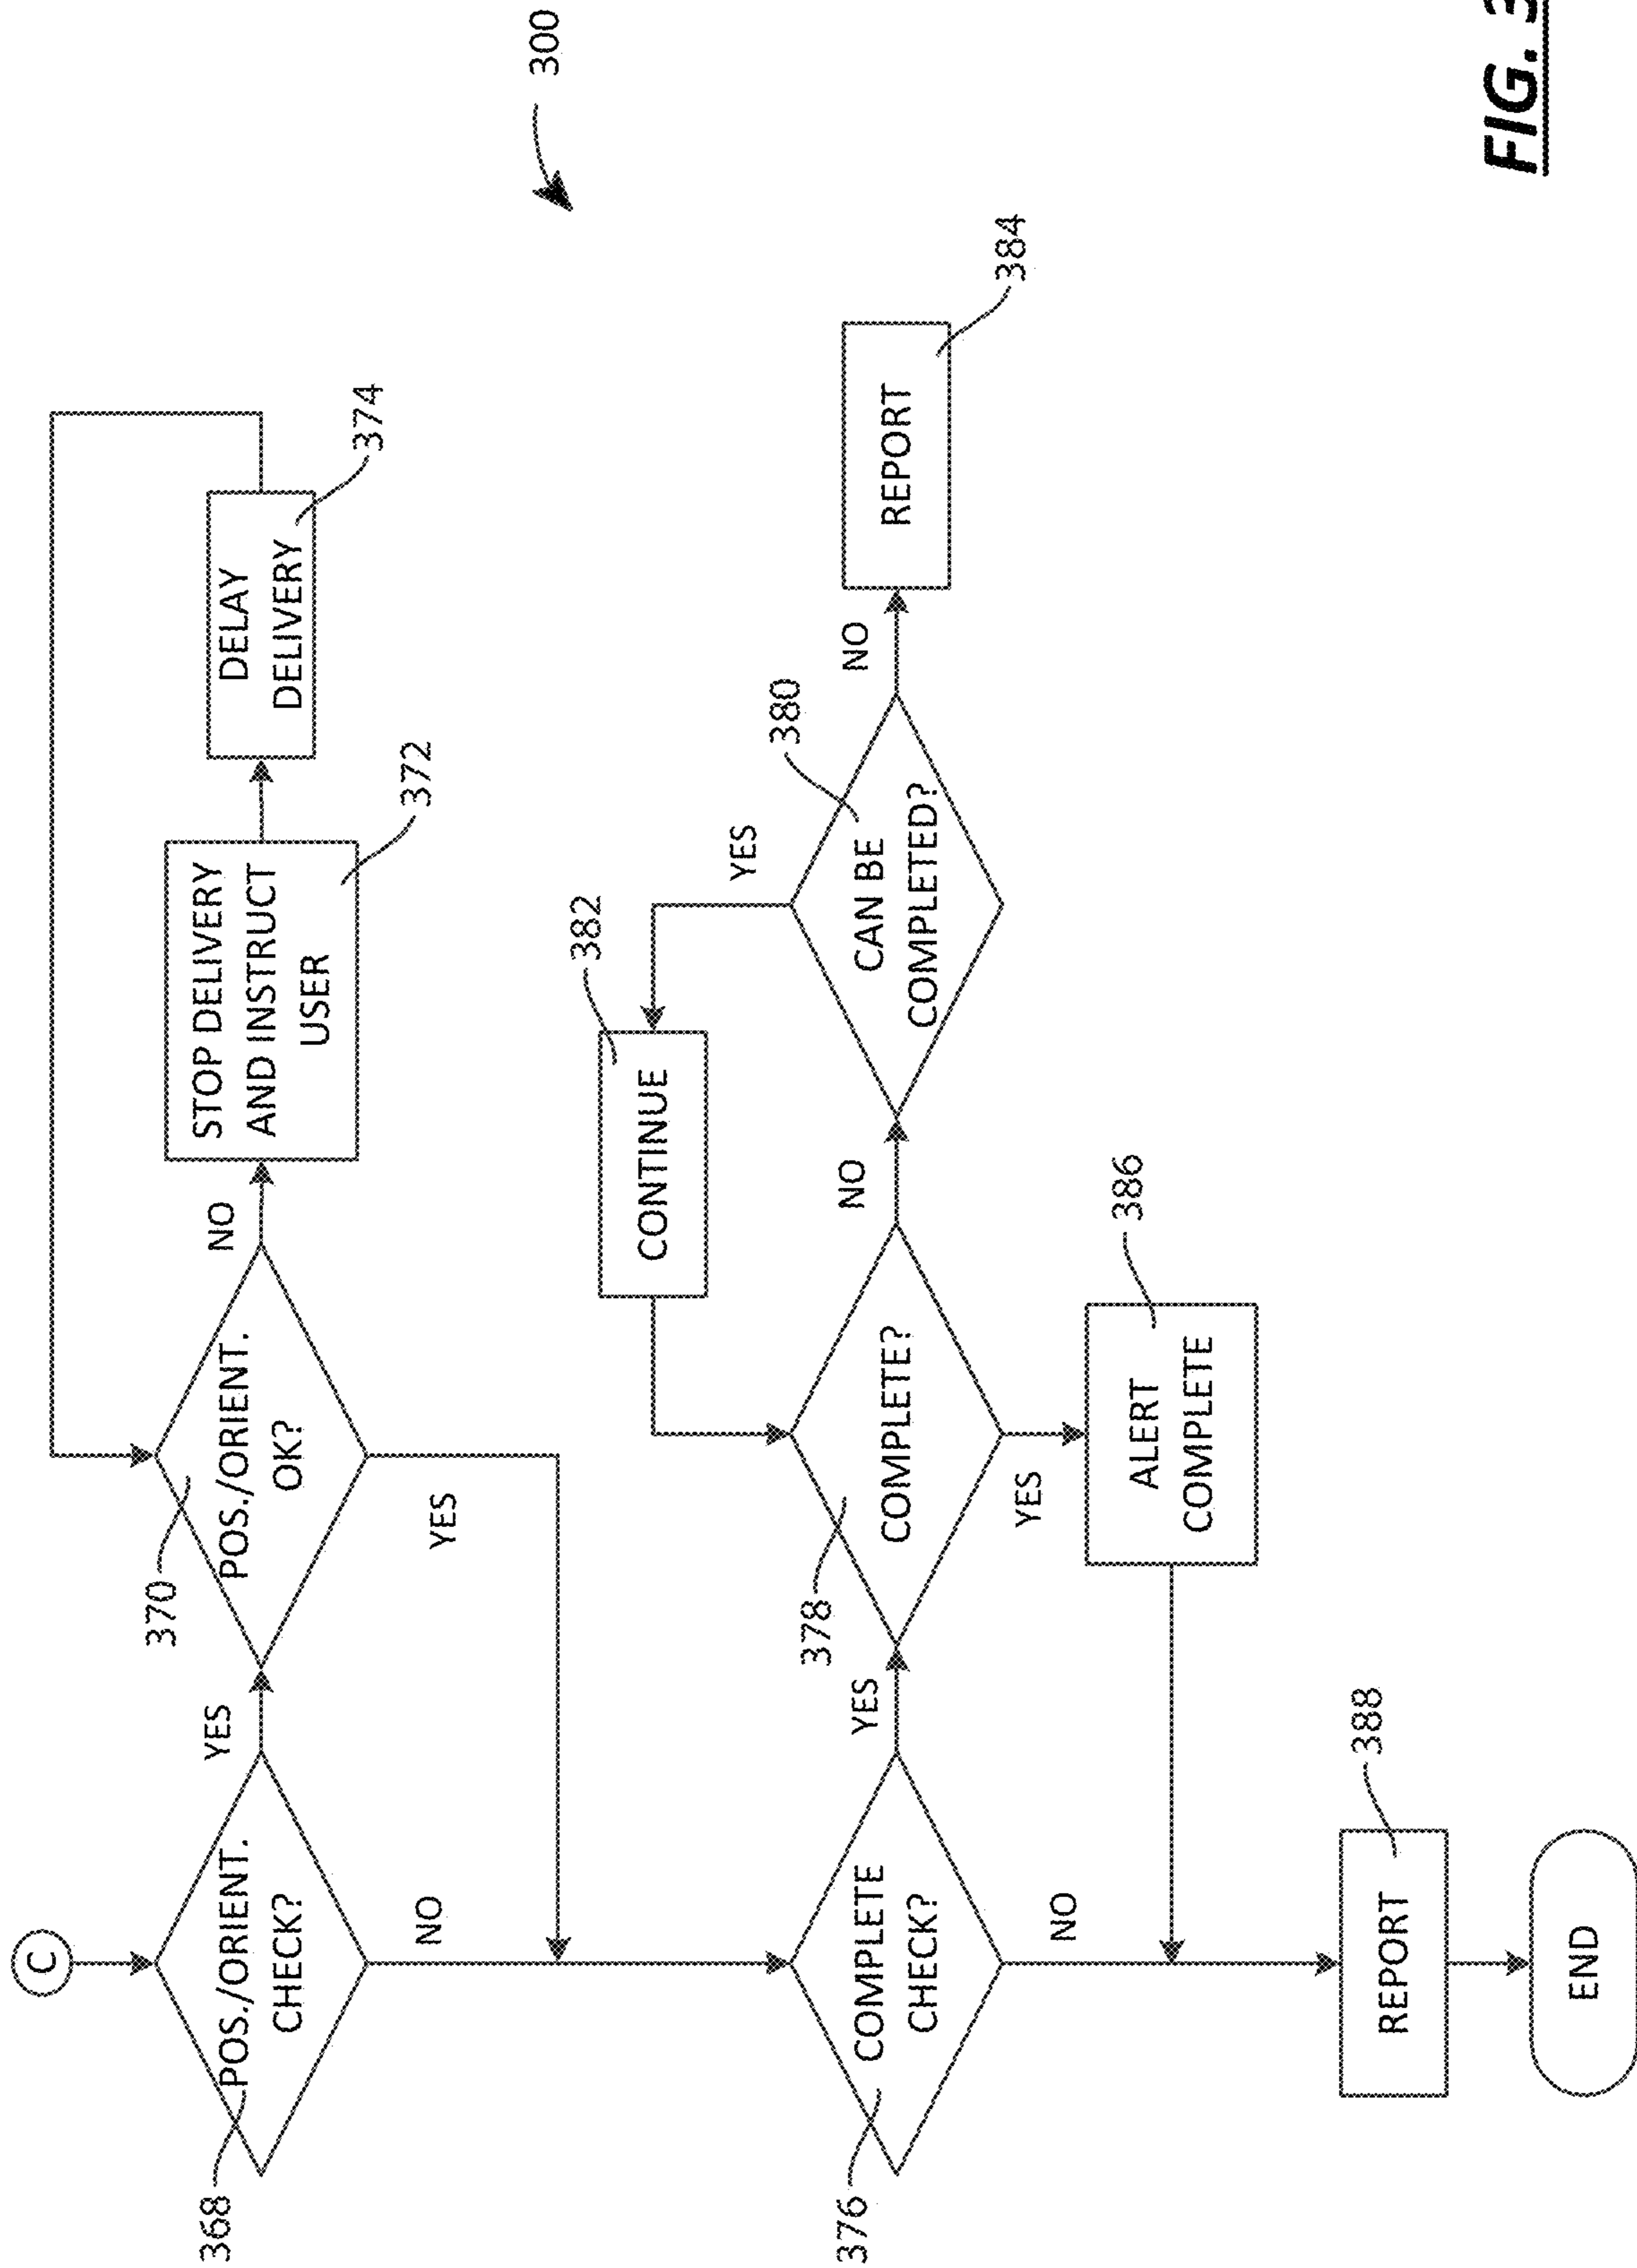 C
368
POS./ORIENT.
CHECK?
YES
NO
370
POS./ORIENT.
OK?
NO
YES
STOP DELIVERY
AND INSTRUCT
USER
372
DELAY
DELIVERY
374
300
376
COMPLETE
CHECK?
YES
NO
378
COMPLETE?
NO
YES
382
CONTINUE
380
CAN BE
COMPLETED?
YES
NO
REPORT
384
386
ALERT
COMPLETE
388
REPORT
END
FIG. 3